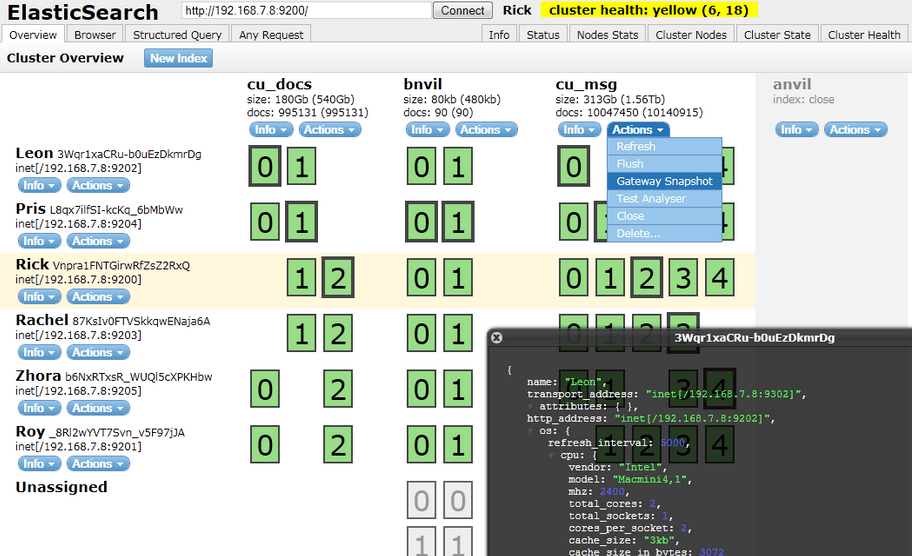 ElasticSearch http://192.168.7.8:9200/ Connect Rick cluster health: yellow (6, 18)
Overview Browser Structured Query Any Request Info Status Nodes Stats Cluster Nodes Cluster State Cluster Health
Cluster Overview New Index
cu_docs bnvil cu_msg anvil
size: 180Gb (540Gb) size: 80kb (480kb) size: 313Gb (1.56Tb) index: close
docs: 995131 (995131) docs: 90 (90) docs: 10047450 (10140915)
Info Actions Info Actions Info Actions Info Actions
Refresh
Flush
Gateway Snapshot
Test Analyser
Close
Delete...
Leon 3Wqr1xaCRu-b0uEzDkmrDg
inet[/192.168.7.8:9202]
Info Actions
0 1 0 1 0 4
Pris L8qx7ilfSI-kcKq_6bMbWw
inet[/192.168.7.8:9204]
Info Actions
0 1 0 1 0 1 4
Rick Vnpra1FNTGirwRfZsZ2RxQ
inet[/192.168.7.8:9200]
Info Actions
1 2 0 1 0 1 2 3 4
Rachel 87KsIv0FTVSkkqwENaja6A
inet[/192.168.7.8:9203]
Info Actions
1 2 0 1 0 1 2 3
Zhora b6NxRTxsR_WUQl5cXPKHbw
inet[/192.168.7.8:9205]
Info Actions
0 2 0 1 0 3 4
Roy _8Rl2wYVT7Svn_v5F97jJA
inet[/192.168.7.8:9201]
Info Actions
0 2 0 1 1 2 3 4
Unassigned
0 0
1 1
3Wqr1xaCRu-b0uEzDkmrDg
{
name: "Leon",
transport_address: "inet[/192.168.7.8:9302]",
attributes: { },
http_address: "inet[/192.168.7.8:9202]",
os: {
refresh_interval: 5000,
cpu: {
vendor: "Intel",
model: "Macmini4,1",
mhz: 2400,
total_cores: 2,
total_sockets: 1,
cores_per_socket: 2,
cache_size: "3kb",
cache_size_in_bytes: 3072